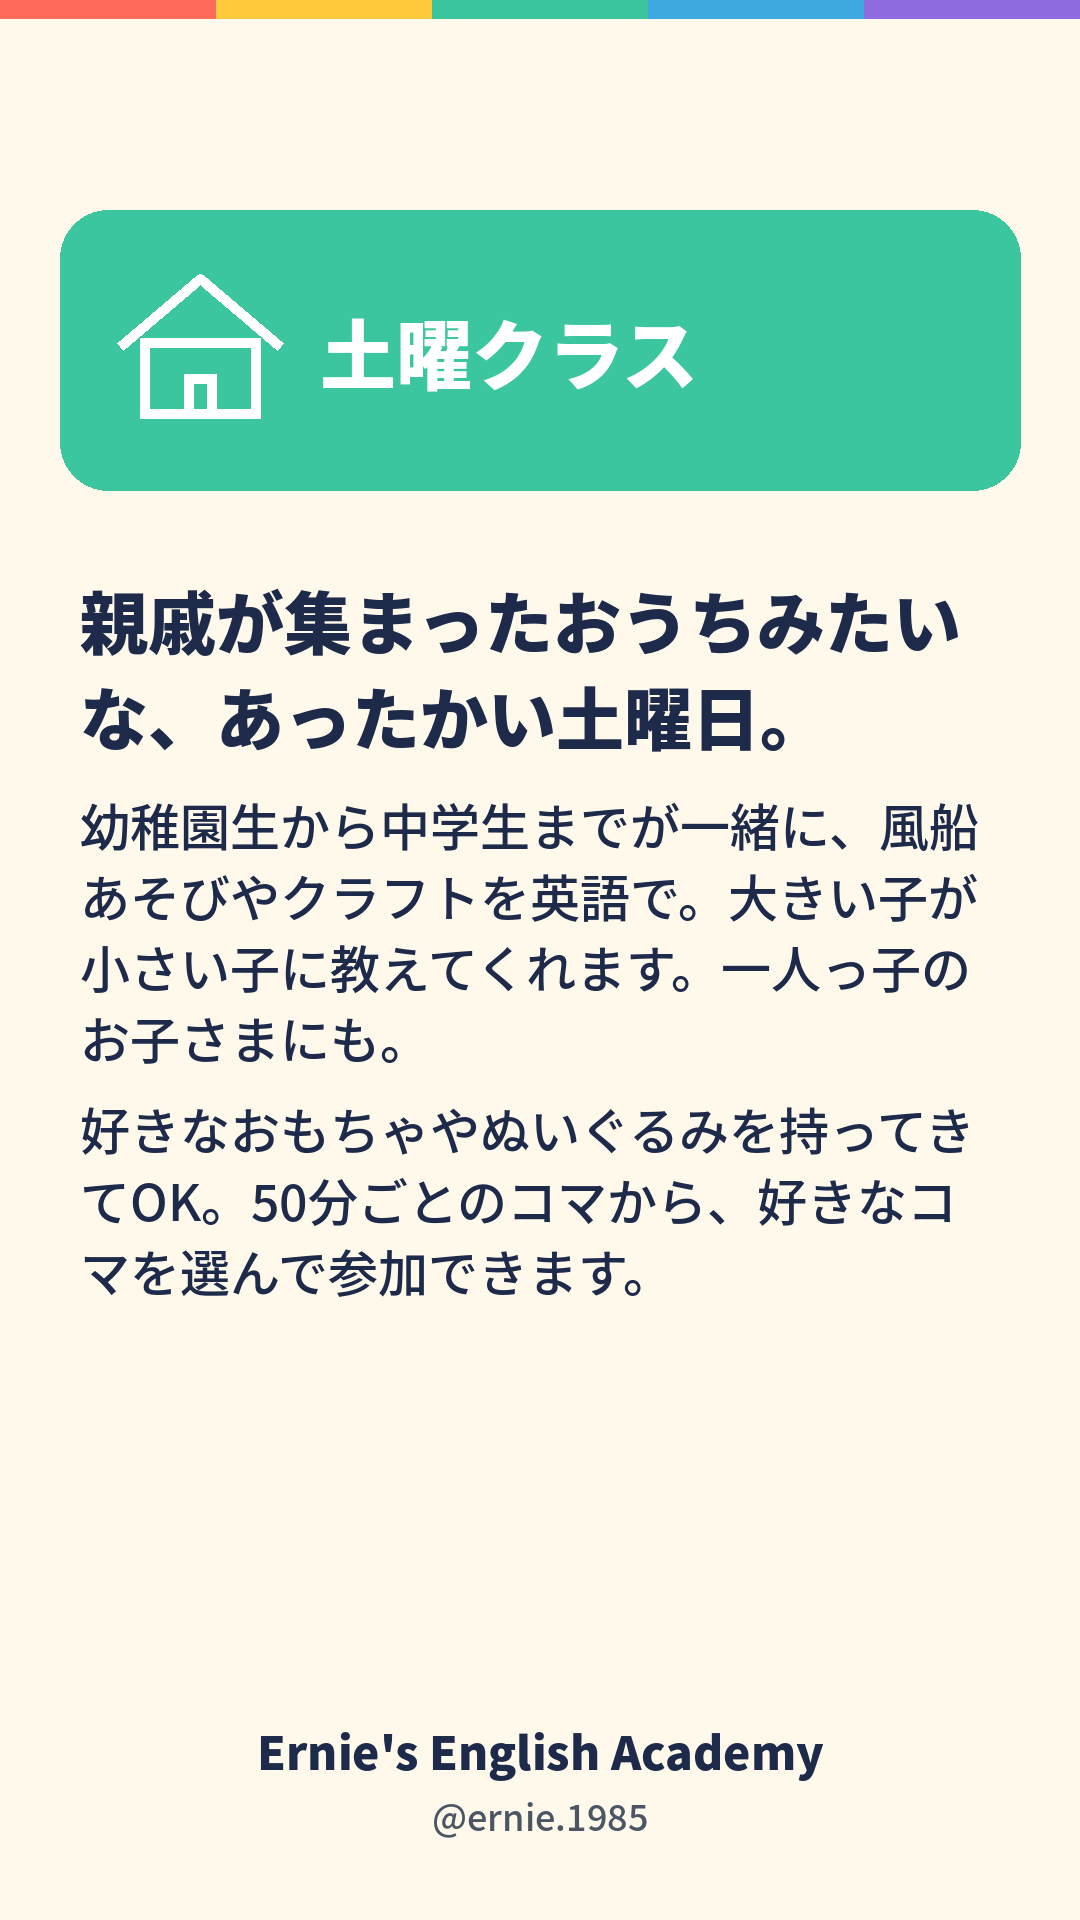 土曜クラス
親戚が集まったおうちみたい
な、あったかい土曜日。
幼稚園生から中学生までが一緒に、風船
あそびやクラフトを英語で。大きい子が
小さい子に教えてくれます。一人っ子の
お子さまにも。
好きなおもちゃやぬいぐるみを持ってき
てOK。50分ごとのコマから、好きなコ
マを選んで参加できます。
Ernie's English Academy
@ernie.1985